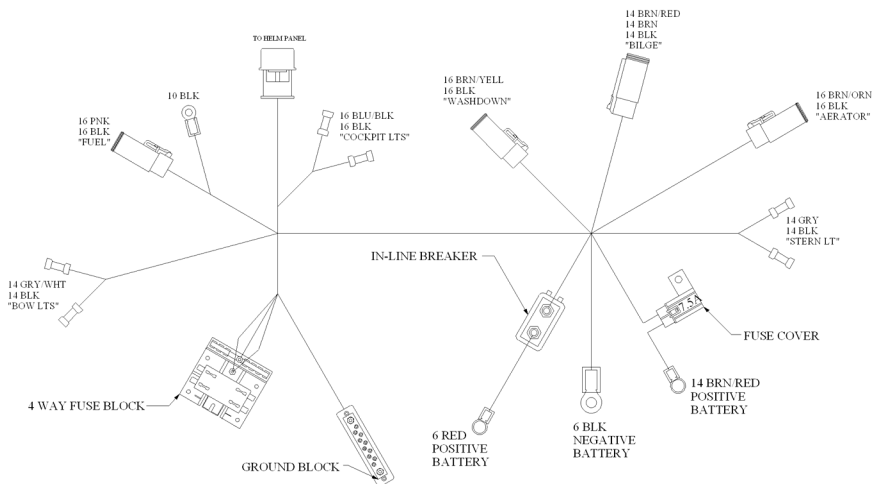 14 BRN/RED
14 BRN
14 BLK
"BILGE"
TO HELM PANEL
16 BRN/YELL
16 BLK
"WASHDOWN"
10 BLK
16 BRN/ORN
16 BLK
"AERATOR"
16 PNK
16 BLK
"FUEL"
16 BLU/BLK
16 BLK
"COCKPIT LTS"
14 GRY
14 BLK
"STERN LT"
IN-LINE BREAKER
14 GRY/WHT
14 BLK
"BOW LTS"
7.5A
FUSE COVER
4 WAY FUSE BLOCK
14 BRN/RED
POSITIVE
BATTERY
6 RED
POSITIVE
BATTERY
6 BLK
NEGATIVE
BATTERY
GROUND BLOCK